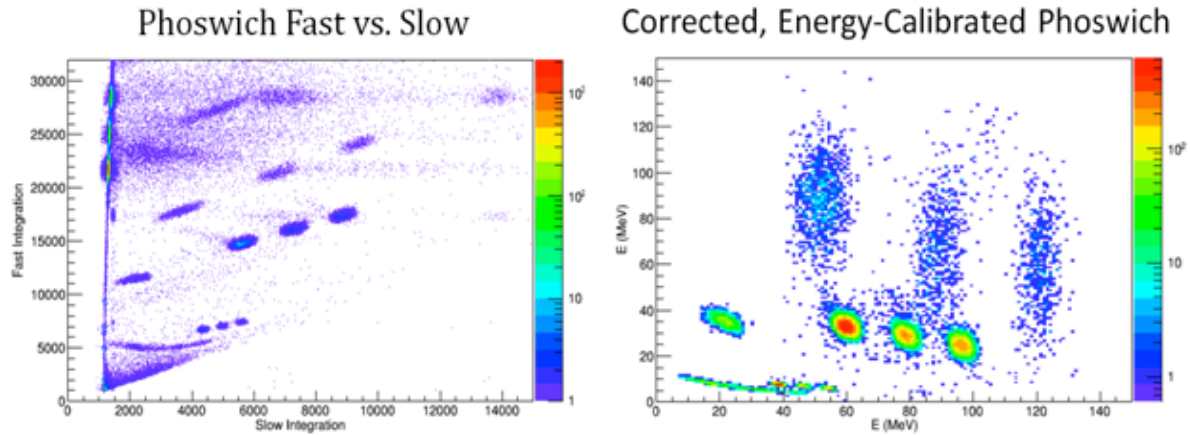 Phoswich Fast vs. Slow
Corrected, Energy-Calibrated Phoswich
Fast Integration
30000
25000
20000
15000
10000
5000
0
0 2000 4000 6000 8000 10000 12000 14000
Slow Integration
10²
10²
10
1
E (MeV)
140
120
100
80
60
40
20
0
0 20 40 60 80 100 120 140
E (MeV)
10²
10
1